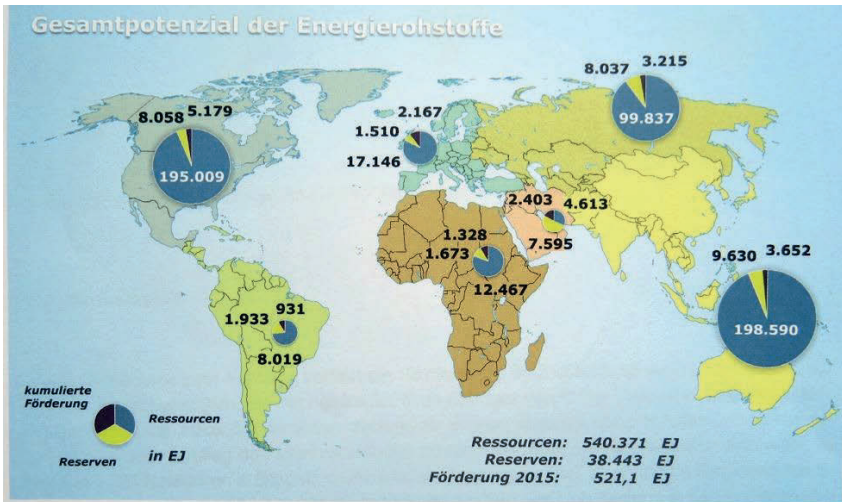 Gesamtpotenzial der Energierohstoffe
8.037 3.215
99.837
8.058 5.179
195.009
2.167
1.510
17.146
2.403 4.613
7.595
1.328
1.673
12.467
9.630 3.652
198.590
1.933 931
8.019
kumulierte
Förderung
Ressourcen
Reserven
in EJ
Ressourcen: 540.371 EJ
Reserven: 38.443 EJ
Förderung 2015: 521,1 EJ